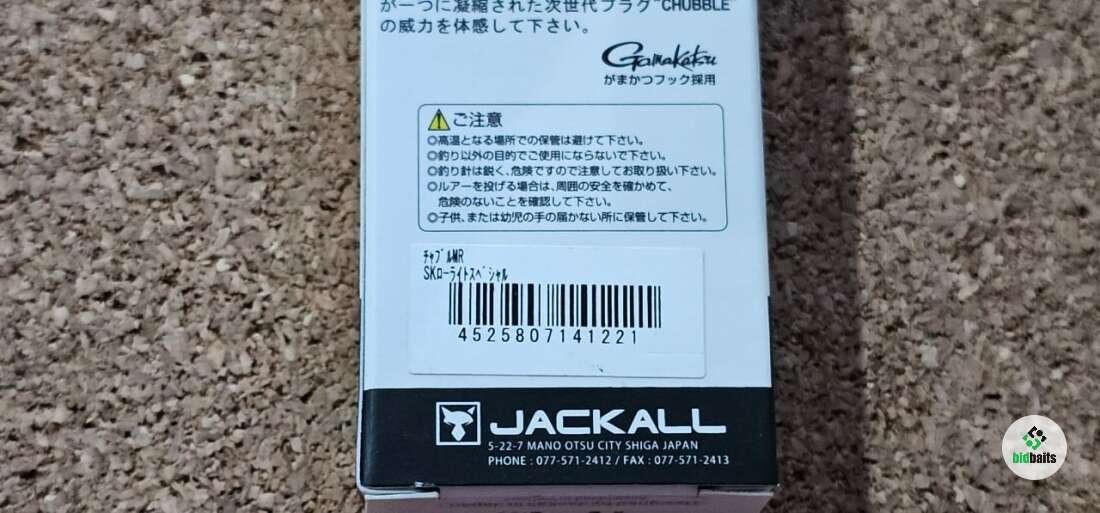 が一つに凝縮された次世代プラグ"CHUBBLE"
の威力を体感して下さい。
Gamakatsu
がまかつフック採用
ご注意
◎高温となる場所での保管は避けて下さい。
◎釣り以外の目的でご使用にならないで下さい。
◎釣り針は鋭く、危険ですので注意してお取り扱い下さい。
◎ルアーを投げる場合は、周囲の安全を確かめて、
危険のないことを確認して下さい。
◎子供、または幼児の手の届かない所に保管して下さい。
ﾁｬﾌﾞﾙMR
SKﾛｰﾗｲﾄｽﾍﾟｼｬﾙ
4525807141221
JACKALL
5-22-7 MANO OTSU CITY SHIGA JAPAN
PHONE : 077-571-2412 / FAX : 077-571-2413
bidbaits